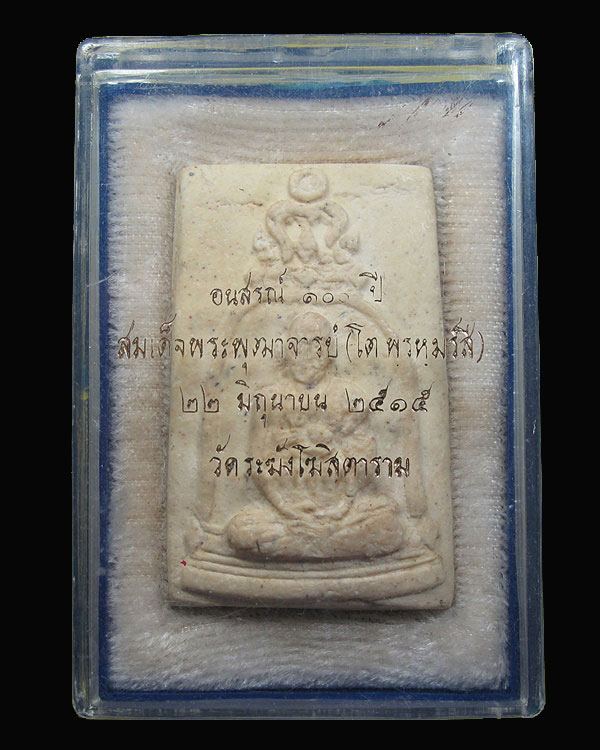 อนุสรณ์ ๑๐๐ ปี
สมเด็จพระพุฒาจารย์ (โต พรหมรังสี)
๒๒ มิถุนายน ๒๕๑๕
วัดระฆังโฆสิตาราม